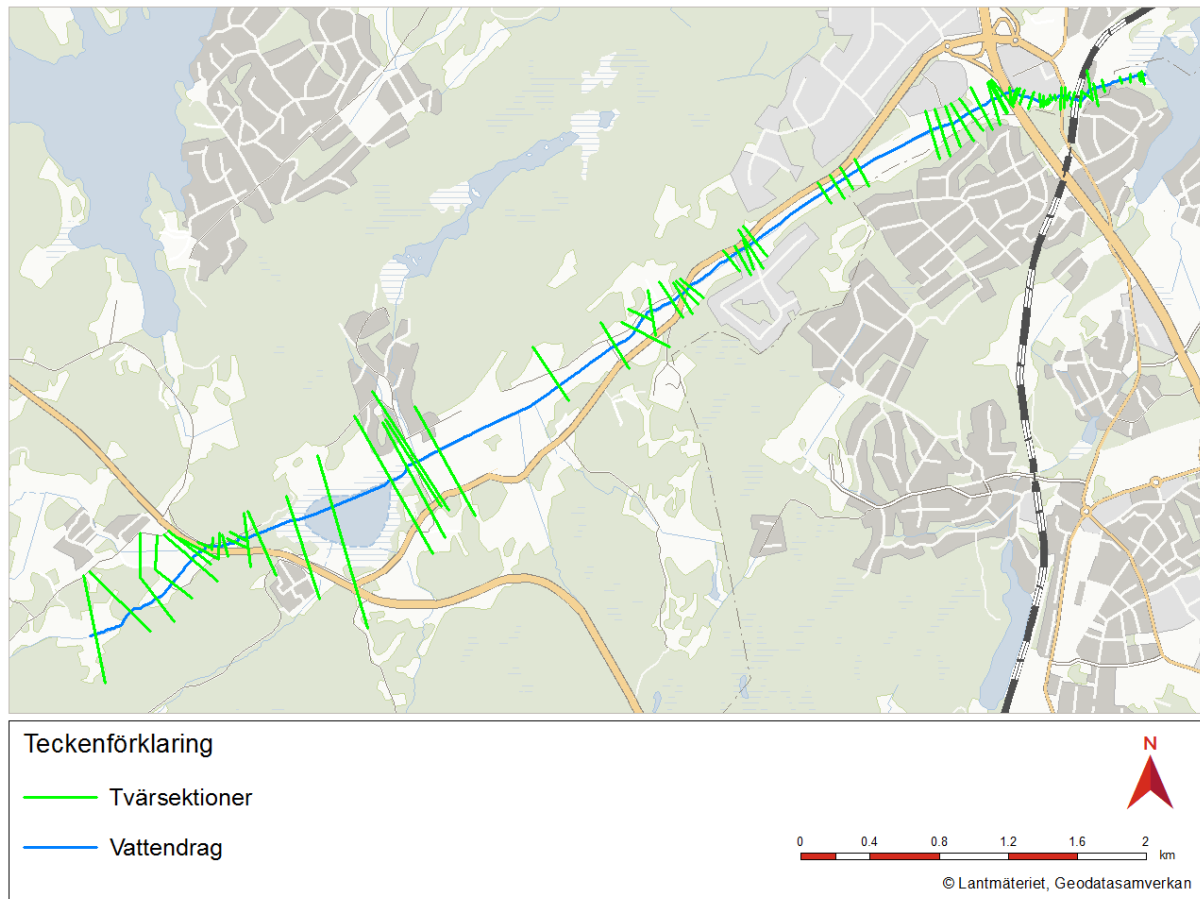 Teckenförklaring
Tvärsektioner
Vattendrag
N
0 0.4 0.8 1.2 1.6 2
km
© Lantmäteriet, Geodatasamverkan